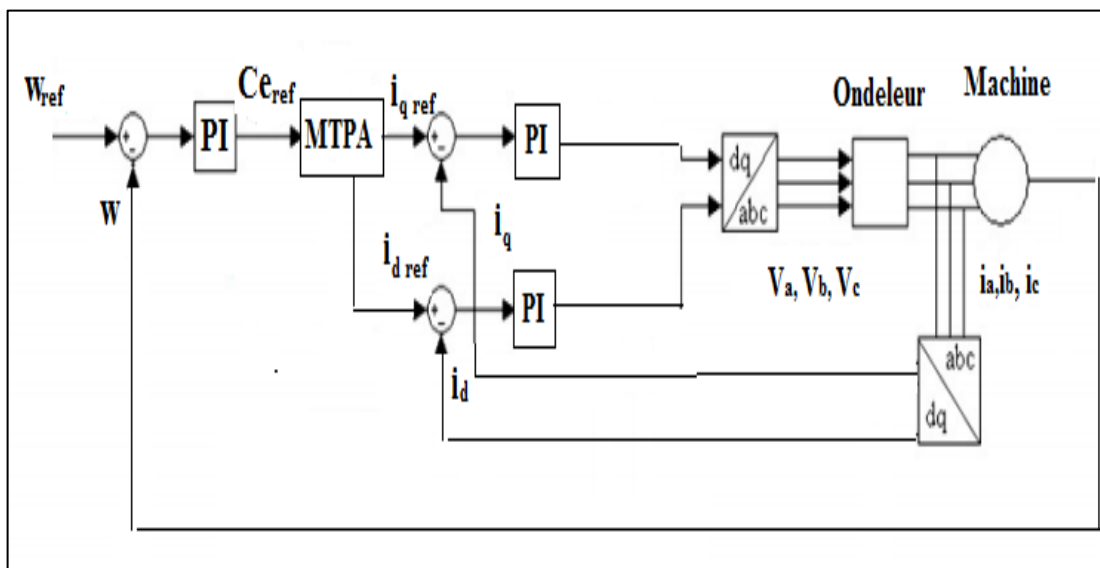 Wref
PI
Ceref
MTPA
iq ref
PI
Ondeleur
Machine
dq
abc
W
iq
id ref
PI
Va, Vb, Vc
ia,ib, ic
id
abc
dq